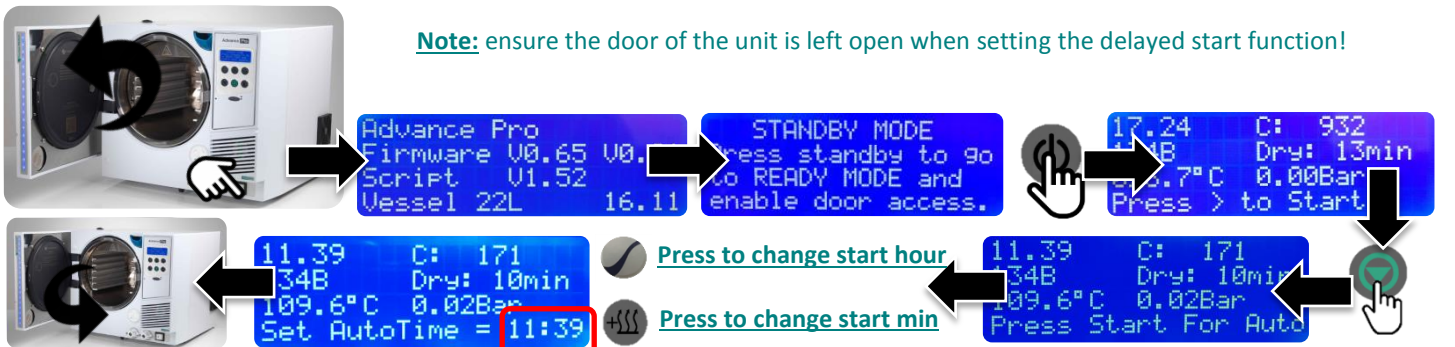 Note: ensure the door of the unit is left open when setting the delayed start function!
Advance Pro
Advance Pro
Firmware V0.65 V0.
Script V1.52
Vessel 22L 16.11
STANDBY MODE
Press standby to go
to READY MODE and
enable door access.
17.24 C: 932
Dry: 13min
.7°C 0.00Bar
Press > to Start
11.39 C: 171
134B Dry: 10min
109.6°C 0.02Bar
Set AutoTime = 11:39
Press to change start hour
Press to change start min
11.39 C: 171
134B Dry: 10min
109.6°C 0.02Bar
Press Start For Auto